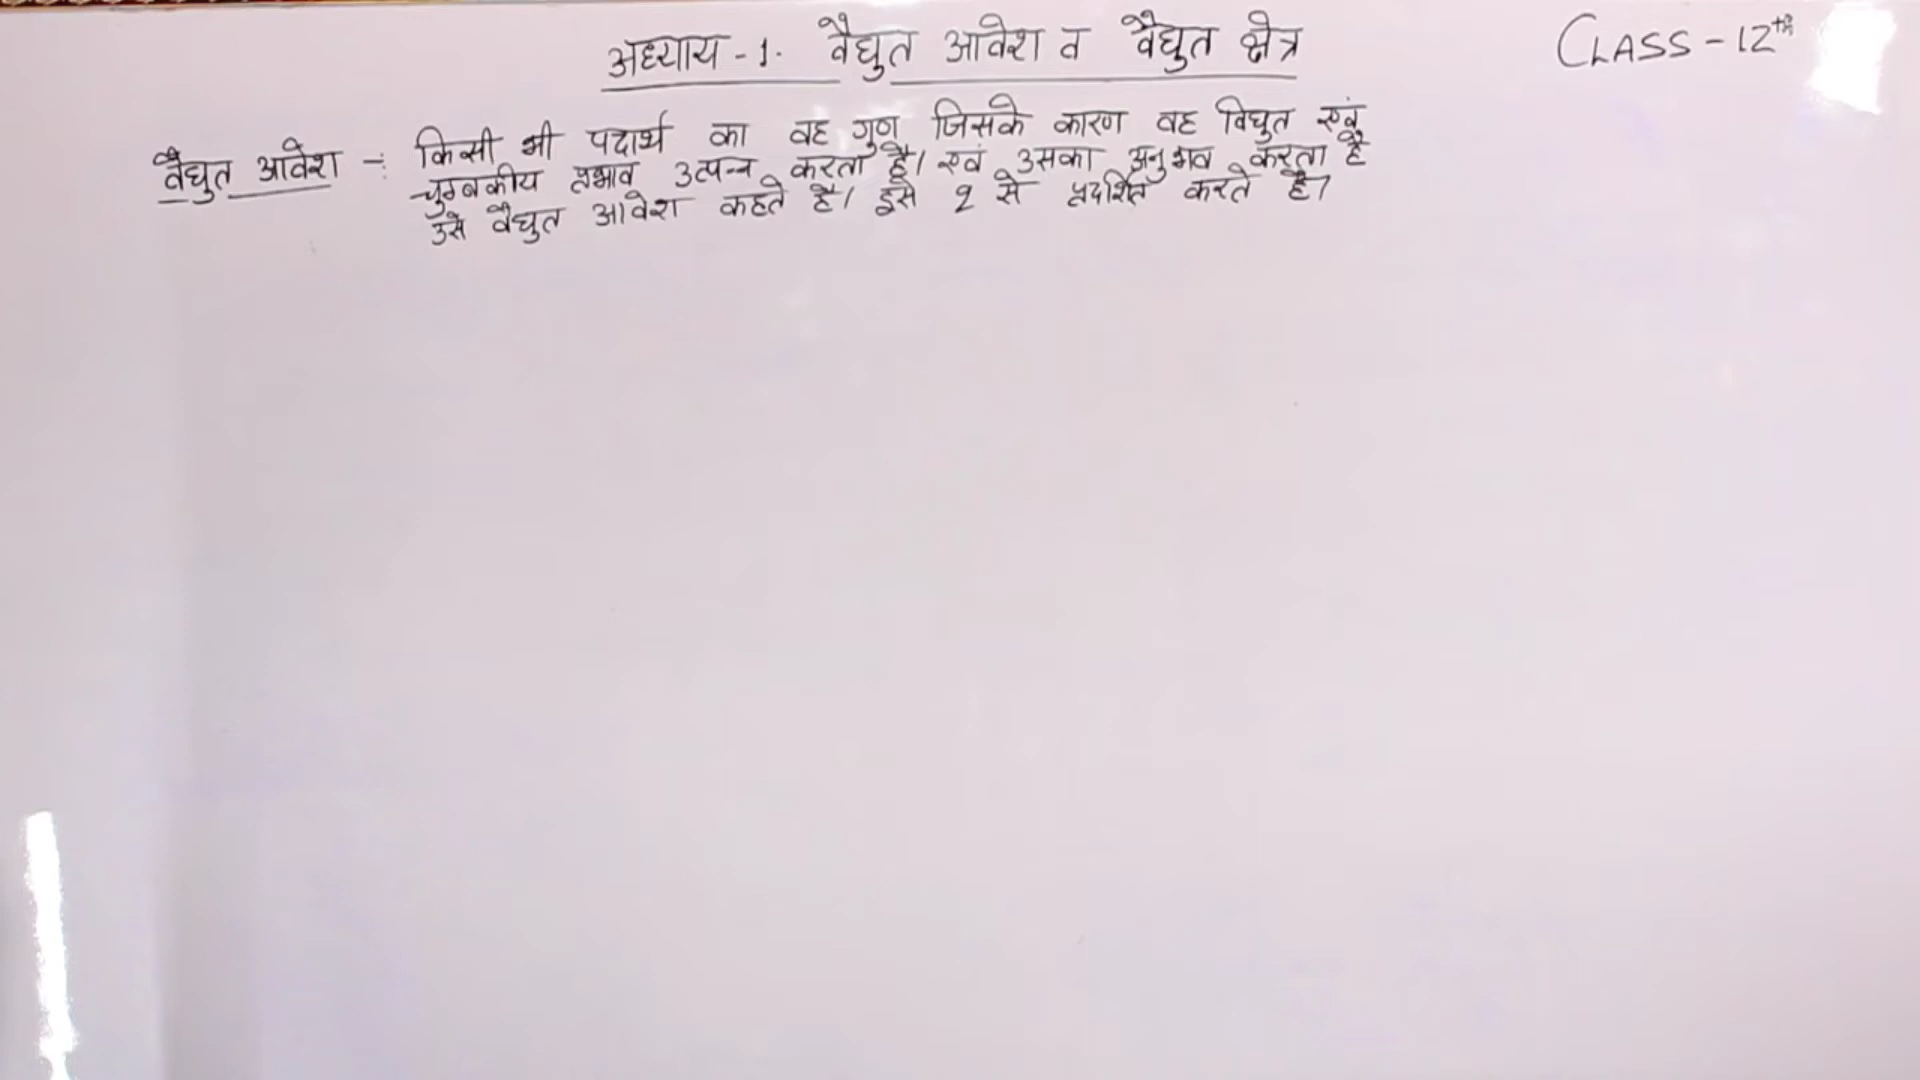 अध्याय - 1. वैद्युत आवेश व वैद्युत क्षेत्र
CLASS - 12th
वैद्युत आवेश -: किसी भी पदार्थ का वह गुण जिसके कारण वह विद्युत एवं
चुम्बकीय प्रभाव उत्पन्न करता है। एवं उसका अनुभव करता है
उसे वैद्युत आवेश कहते है। इसे q से प्रदर्शित करते है।